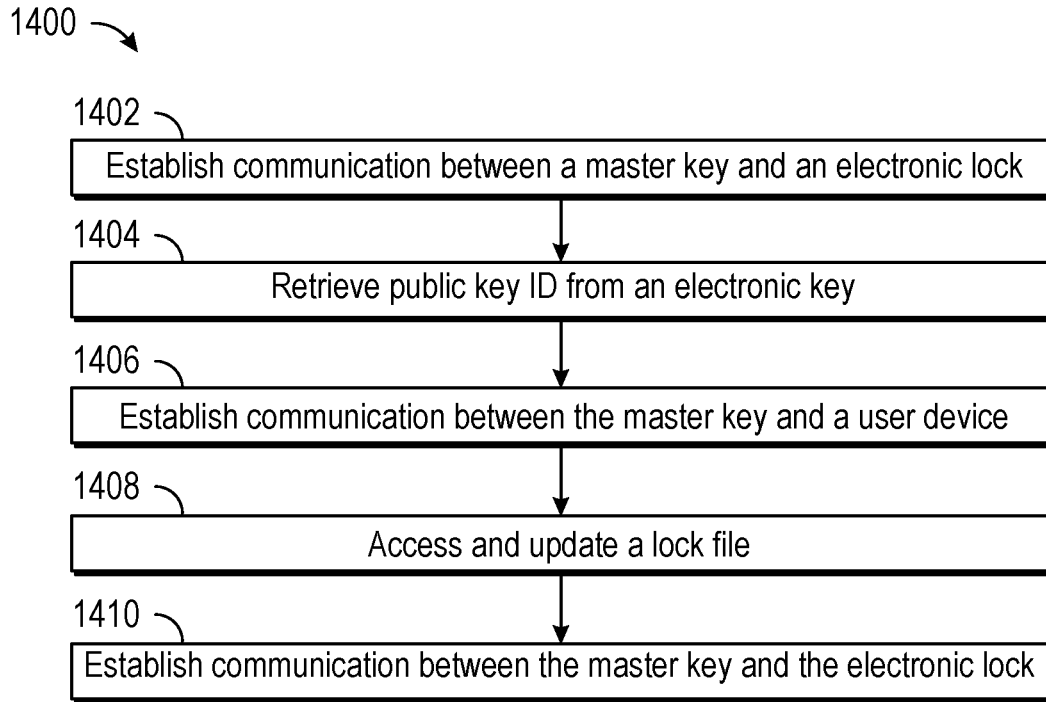 1400
1402
Establish communication between a master key and an electronic lock
1404
Retrieve public key ID from an electronic key
1406
Establish communication between the master key and a user device
1408
Access and update a lock file
1410
Establish communication between the master key and the electronic lock